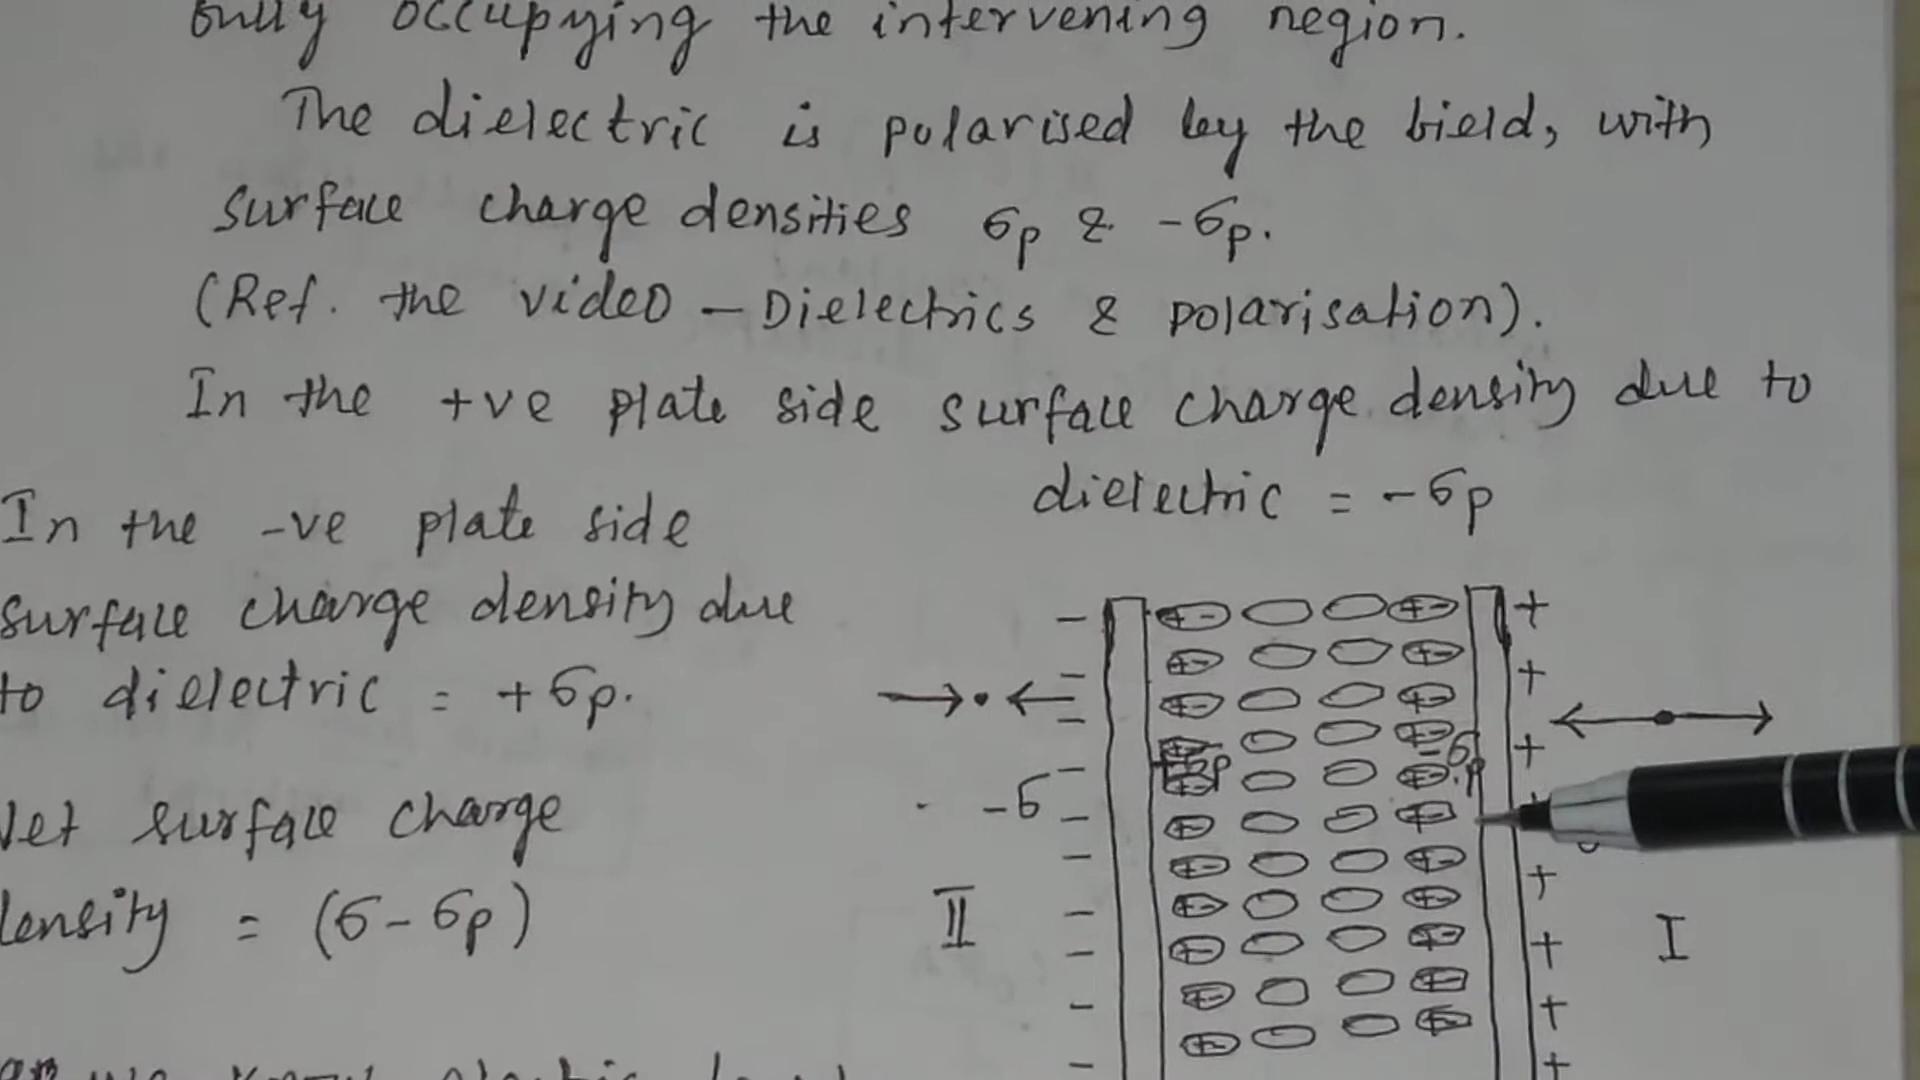 fully occupying the intervening region.
The dielectric is polarised by the field, with
surface charge densities σp & -σp.
(Ref. the video – Dielectrics & polarisation).
In the +ve plate side surface charge density due to
dielectric = -σp
In the -ve plate side
surface charge density due
to dielectric = +σp.
Net surface charge
density = (σ - σp)
-σ
+σp
-σp
II
I